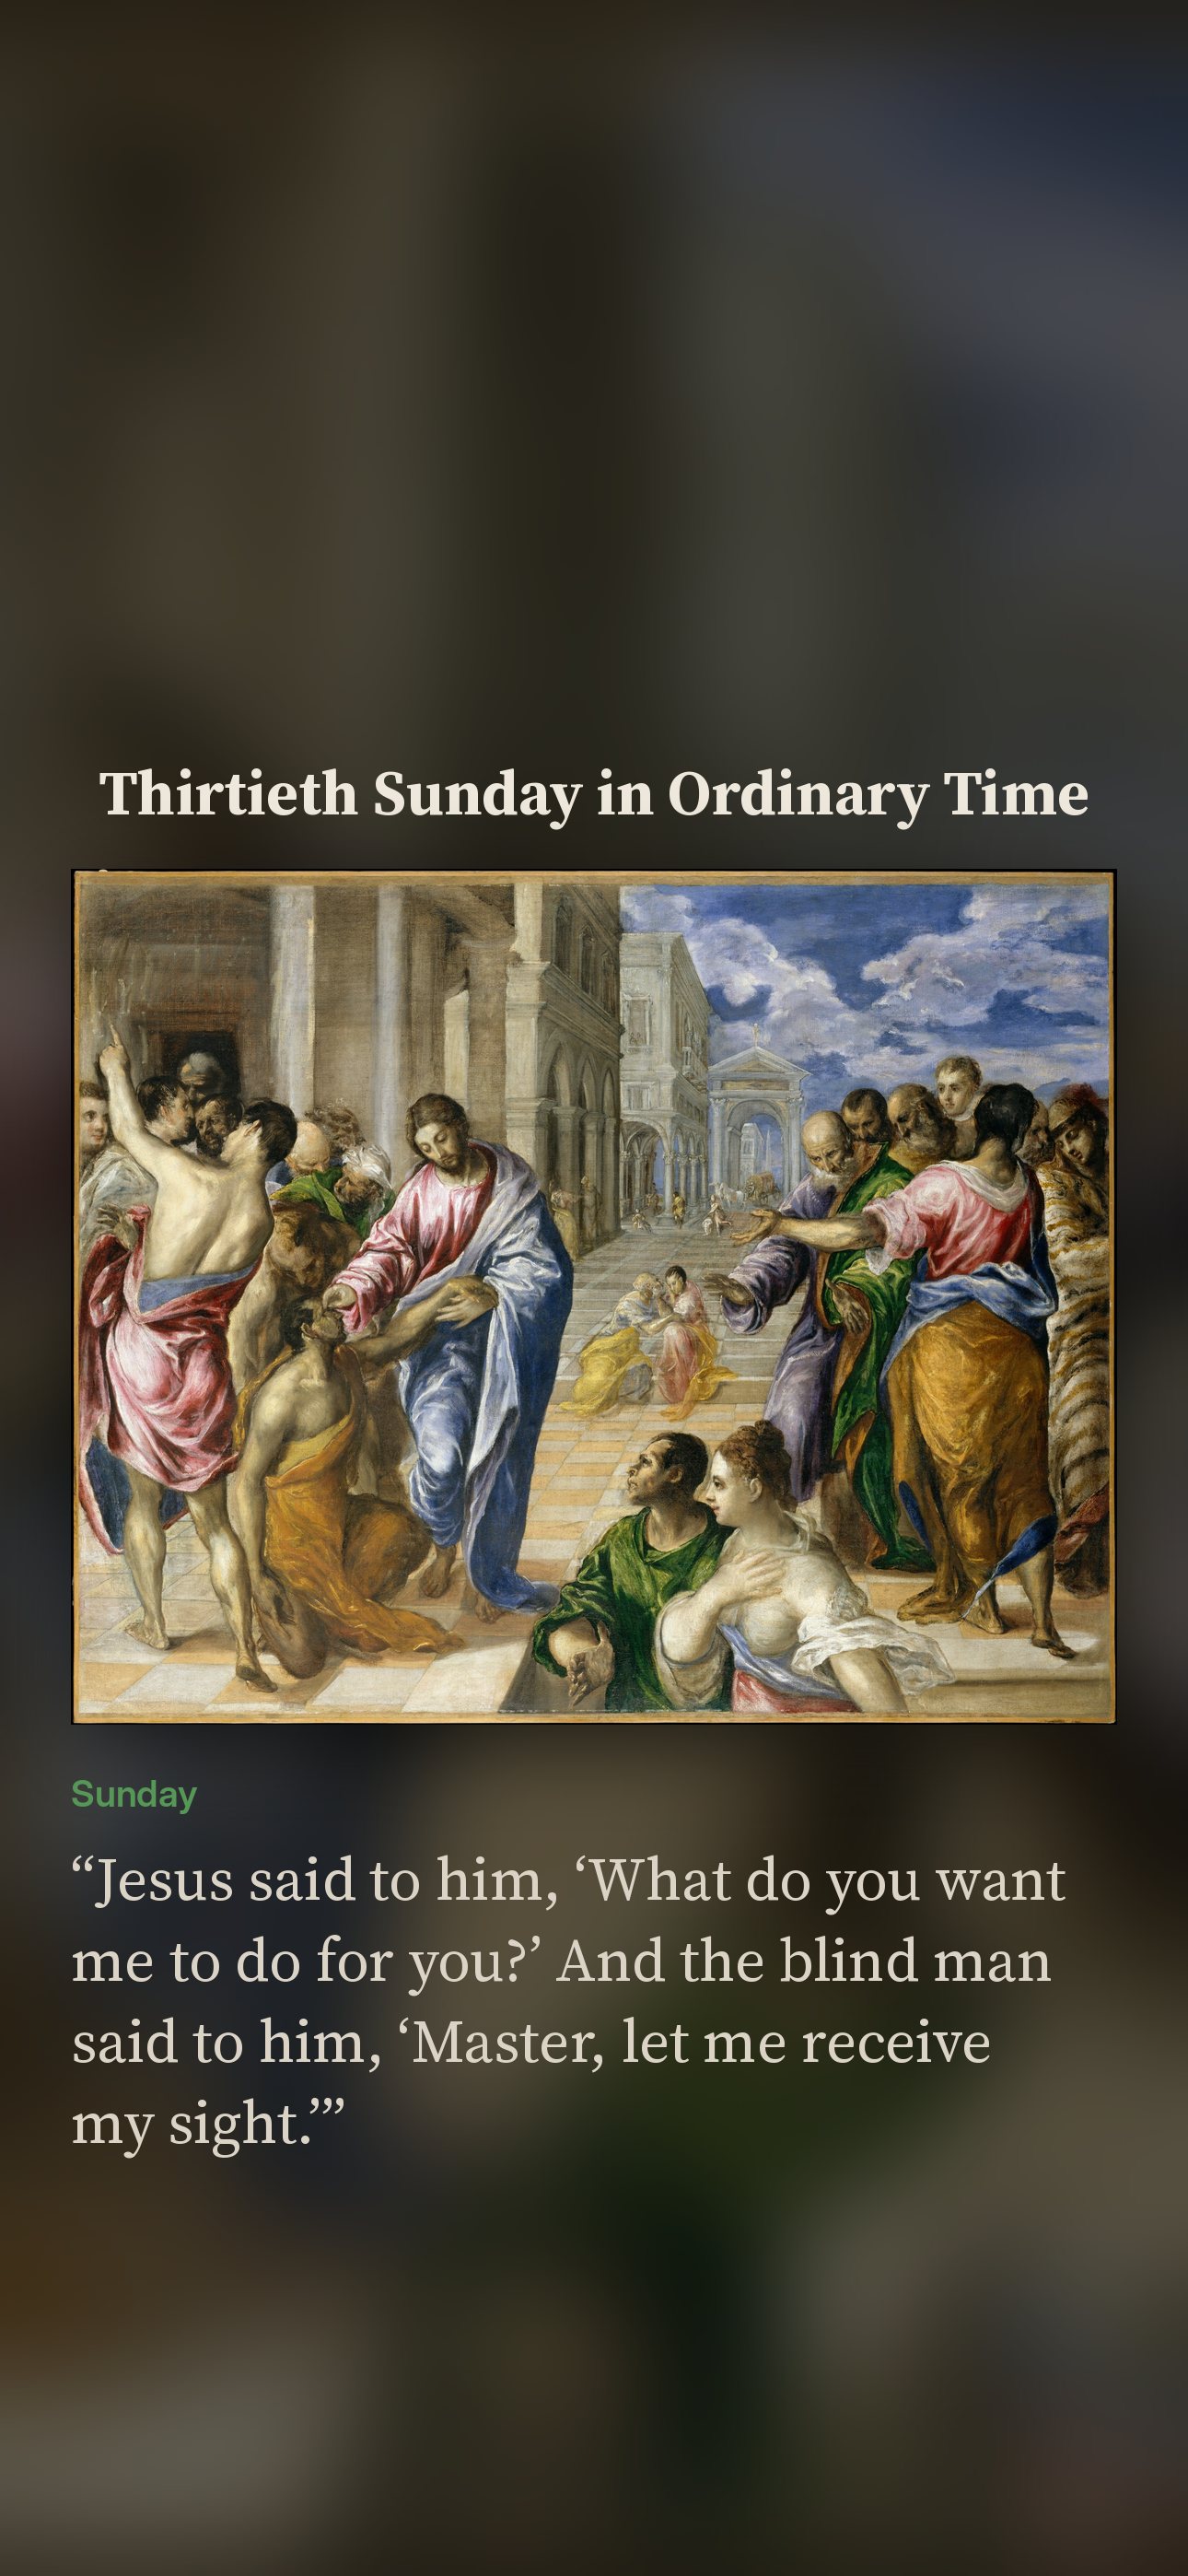 Thirtieth Sunday in Ordinary Time
Sunday
“Jesus said to him, ‘What do you want
me to do for you?’ And the blind man
said to him, ‘Master, let me receive
my sight.’”